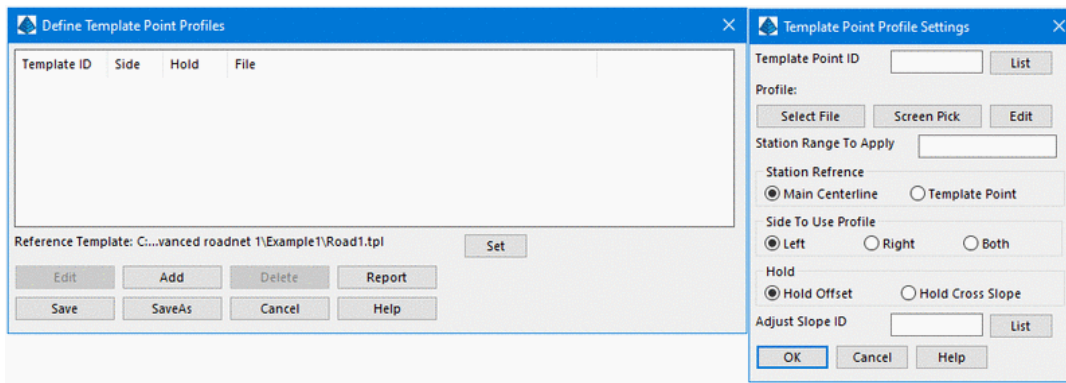 Define Template Point Profiles
Template ID Side Hold File
Reference Template: C:...vanced roadnet 1\Example1\Road1.tpl Set
Edit Add Delete Report
Save SaveAs Cancel Help
Template Point Profile Settings
Template Point ID List
Profile:
Select File Screen Pick Edit
Station Range To Apply
Station Refrence
Main Centerline Template Point
Side To Use Profile
Left Right Both
Hold
Hold Offset Hold Cross Slope
Adjust Slope ID List
OK Cancel Help